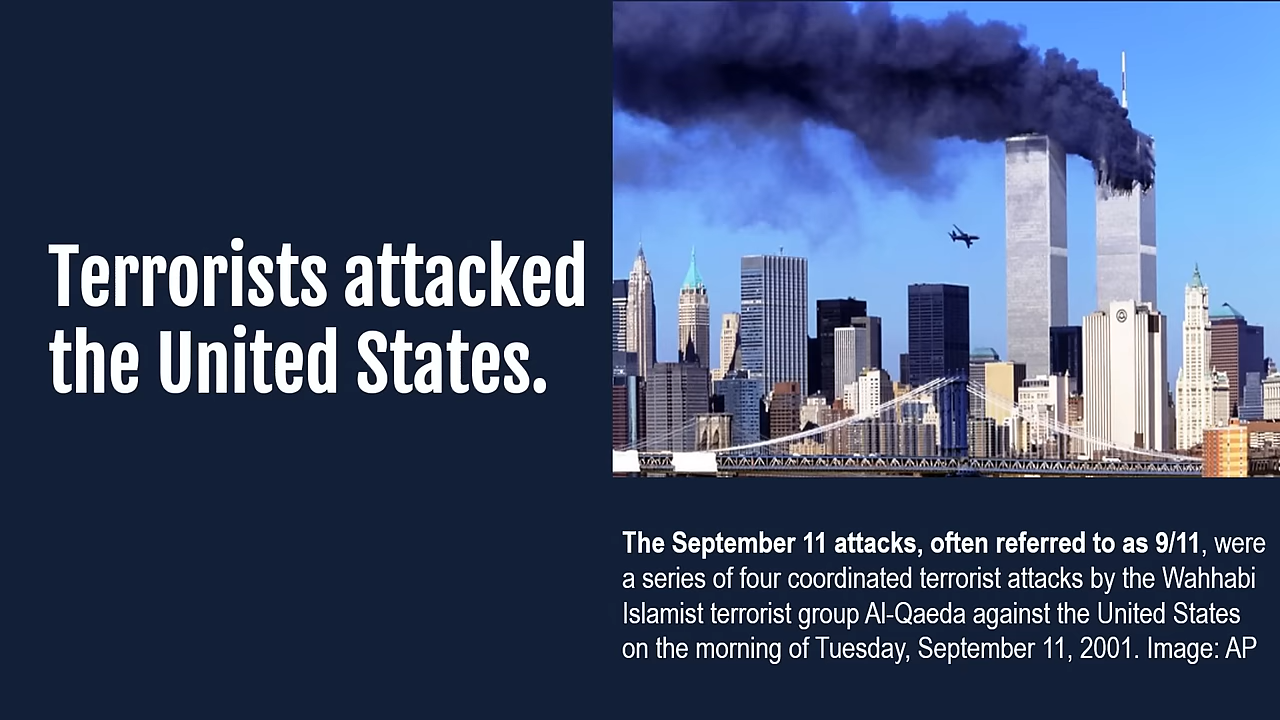 Terrorists attacked
the United States.
The September 11 attacks, often referred to as 9/11, were
a series of four coordinated terrorist attacks by the Wahhabi
Islamist terrorist group Al-Qaeda against the United States
on the morning of Tuesday, September 11, 2001. Image: AP